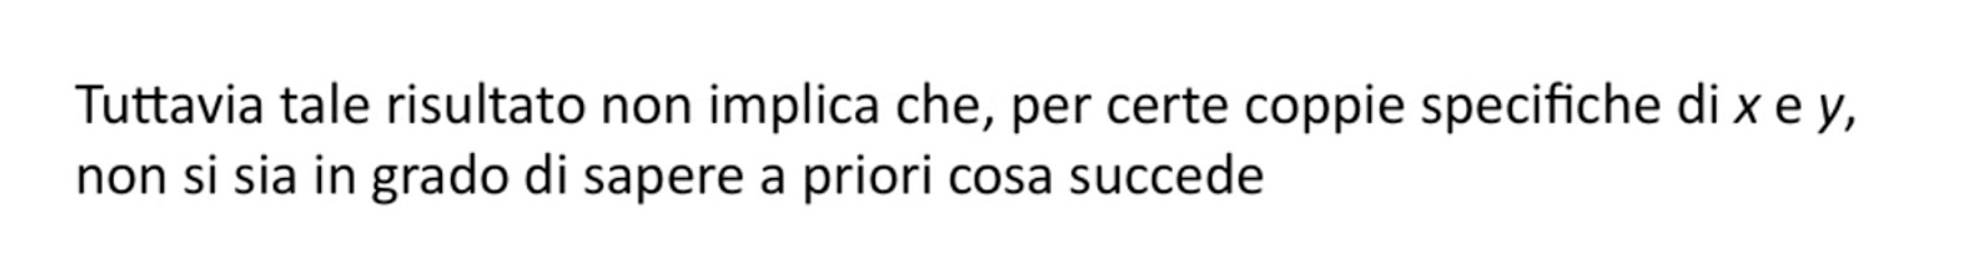 Tuttavia tale risultato non implica che, per certe coppie specifiche di x e y,
non si sia in grado di sapere a priori cosa succede